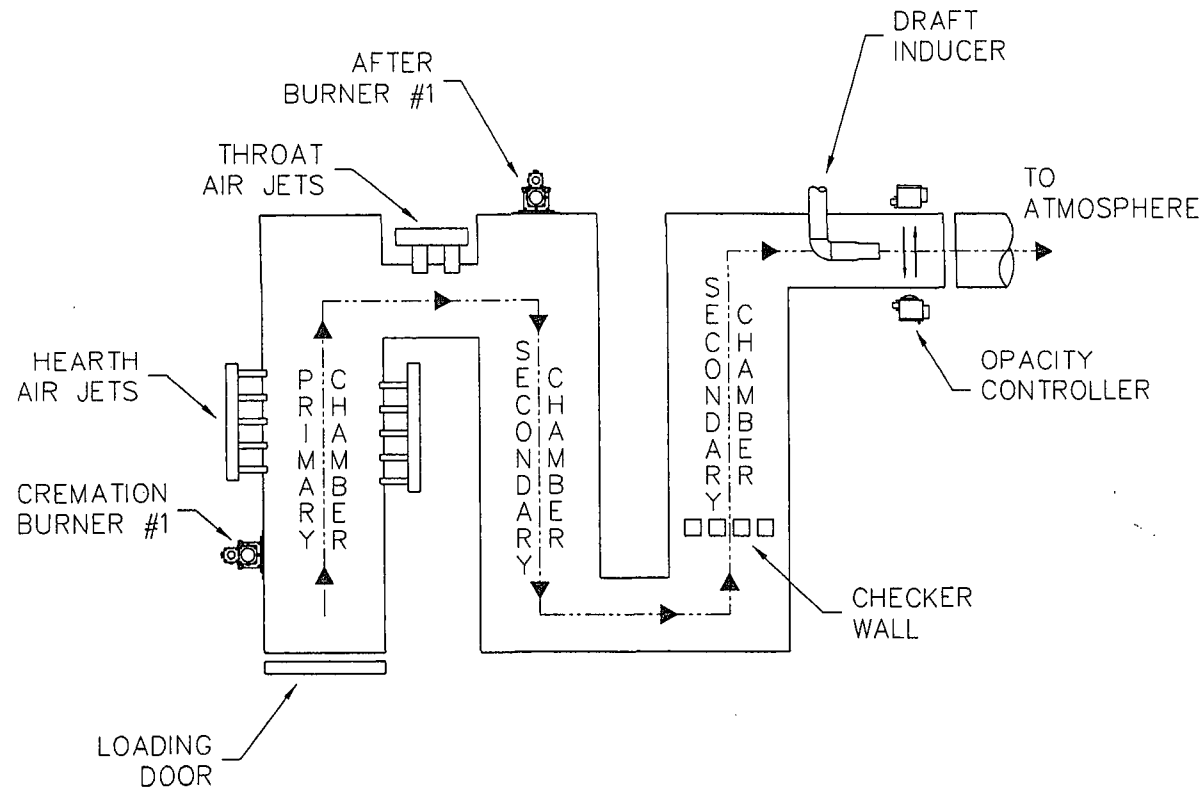 DRAFT
INDUCER
AFTER
BURNER #1
THROAT
AIR JETS
TO
ATMOSPHERE
HEARTH
AIR JETS
PRIMARY
CHAMBER
SECONDARY
CHAMBER
SECONDARY
CHAMBER
OPACITY
CONTROLLER
CREMATION
BURNER #1
CHECKER
WALL
LOADING
DOOR